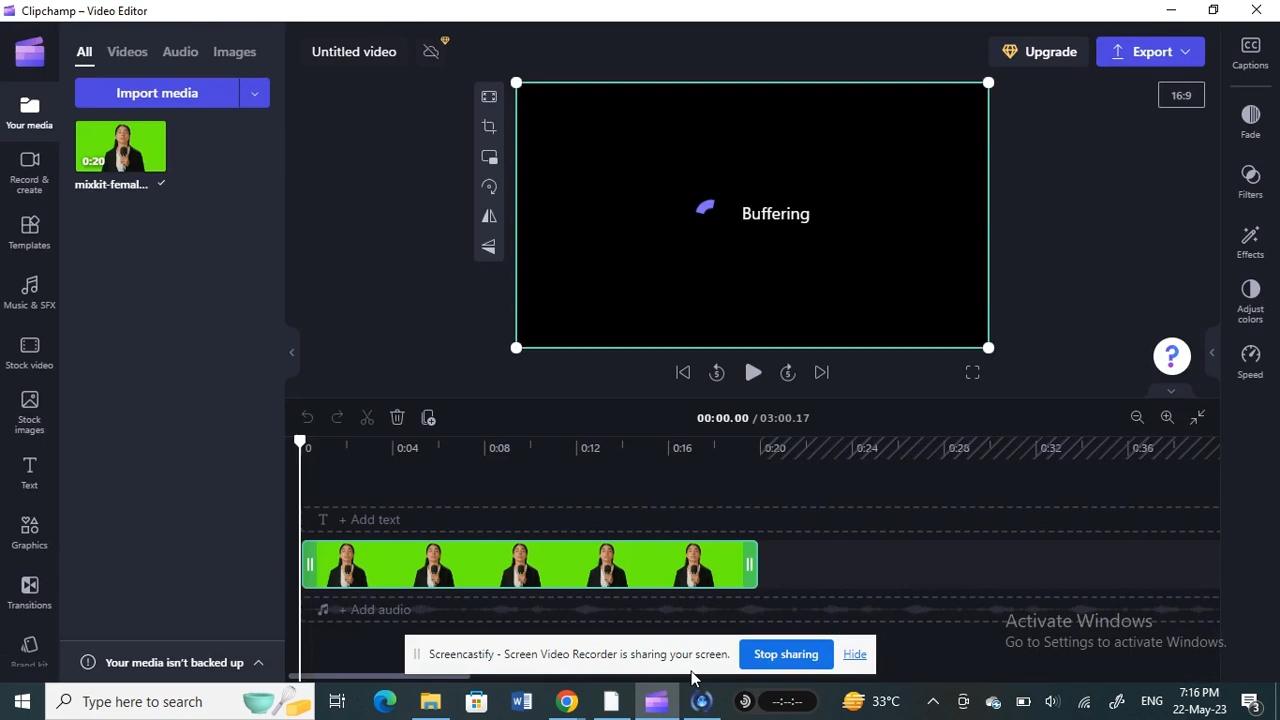 Clipchamp – Video Editor
All Videos Audio Images
Untitled video
Upgrade
Export
Captions
Import media
16:9
Your media
0:20
mixkit-femal...
Fade
Record &
create
Filters
Buffering
Templates
Effects
Music & SFX
Adjust
colors
Stock video
?
5
5
Speed
Stock
images
00:00.00 / 03:00.17
0 0:04 0:08 0:12 0:16 0:20 0:24 0:28 0:32 0:36
Text
T + Add text
Graphics
Transitions
+ Add audio
Activate Windows
Go to Settings to activate Windows.
Brand kit
Your media isn't backed up
Screencastify - Screen Video Recorder is sharing your screen.
Stop sharing
Hide
Type here to search
--:--:--
33°C
ENG
7:16 PM
22-May-23
3